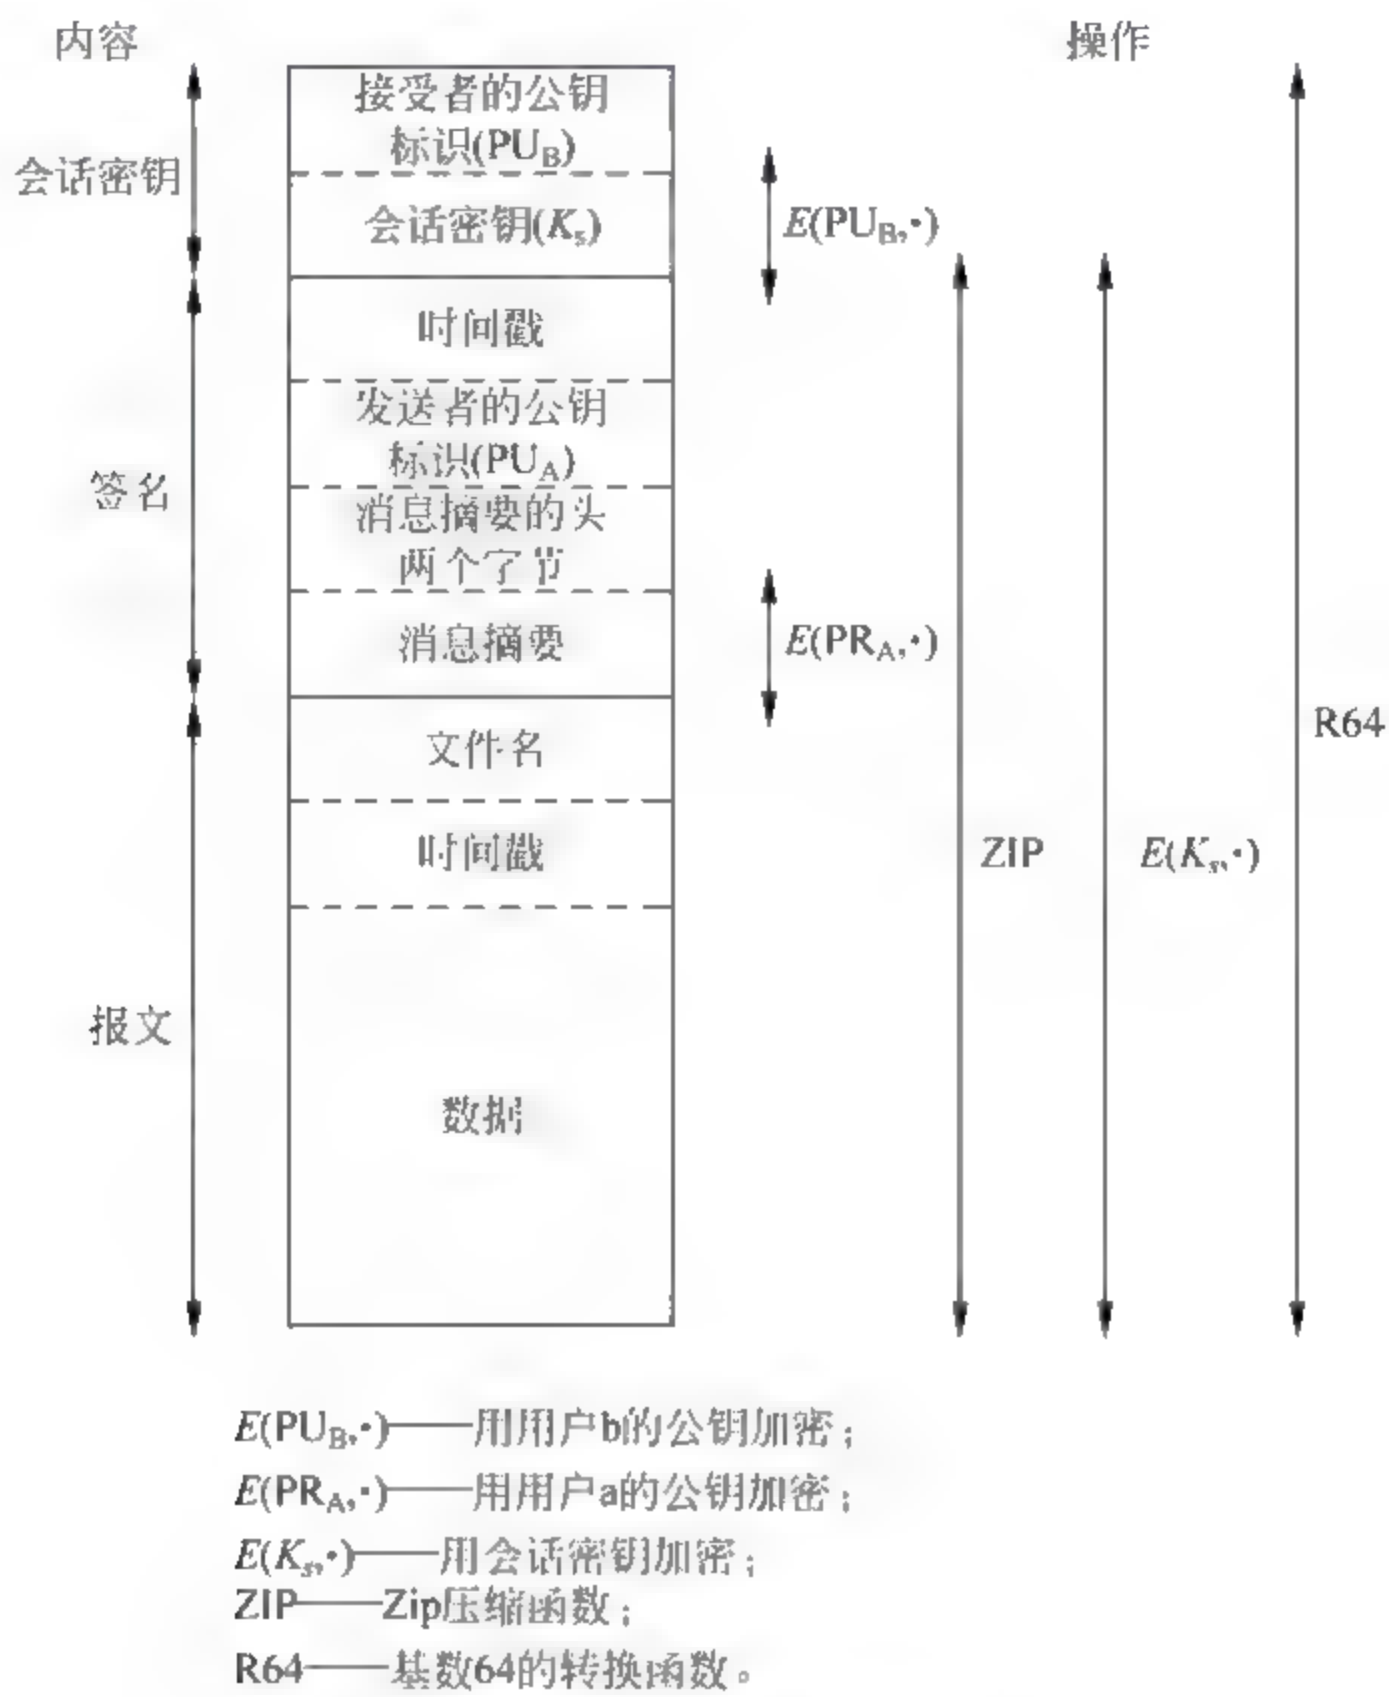 内容
操作
接受者的公钥
标识(PU_B)
会话密钥
会话密钥(K_s)
E(PU_B,·)
时间戳
发送者的公钥
标识(PU_A)
签名
消息摘要的头
两个字节
消息摘要
E(PR_A,·)
R64
文件名
时间戳
ZIP
E(K_s,·)
报文
数据
E(PU_B,·)——用用户b的公钥加密；
E(PR_A,·)——用用户a的公钥加密；
E(K_s,·)——用会话密钥加密；
ZIP——Zip压缩函数；
R64——基数64的转换函数。